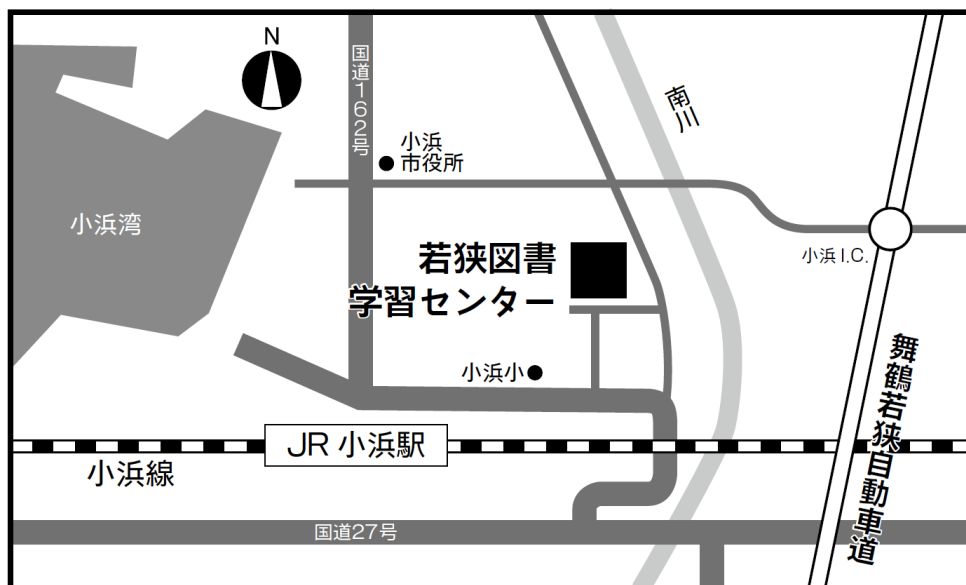 N
国道162号
南川
小浜
市役所
小浜湾
若狭図書
学習センター
小浜I.C.
小浜小
舞鶴若狭自動車道
JR 小浜駅
小浜線
国道27号